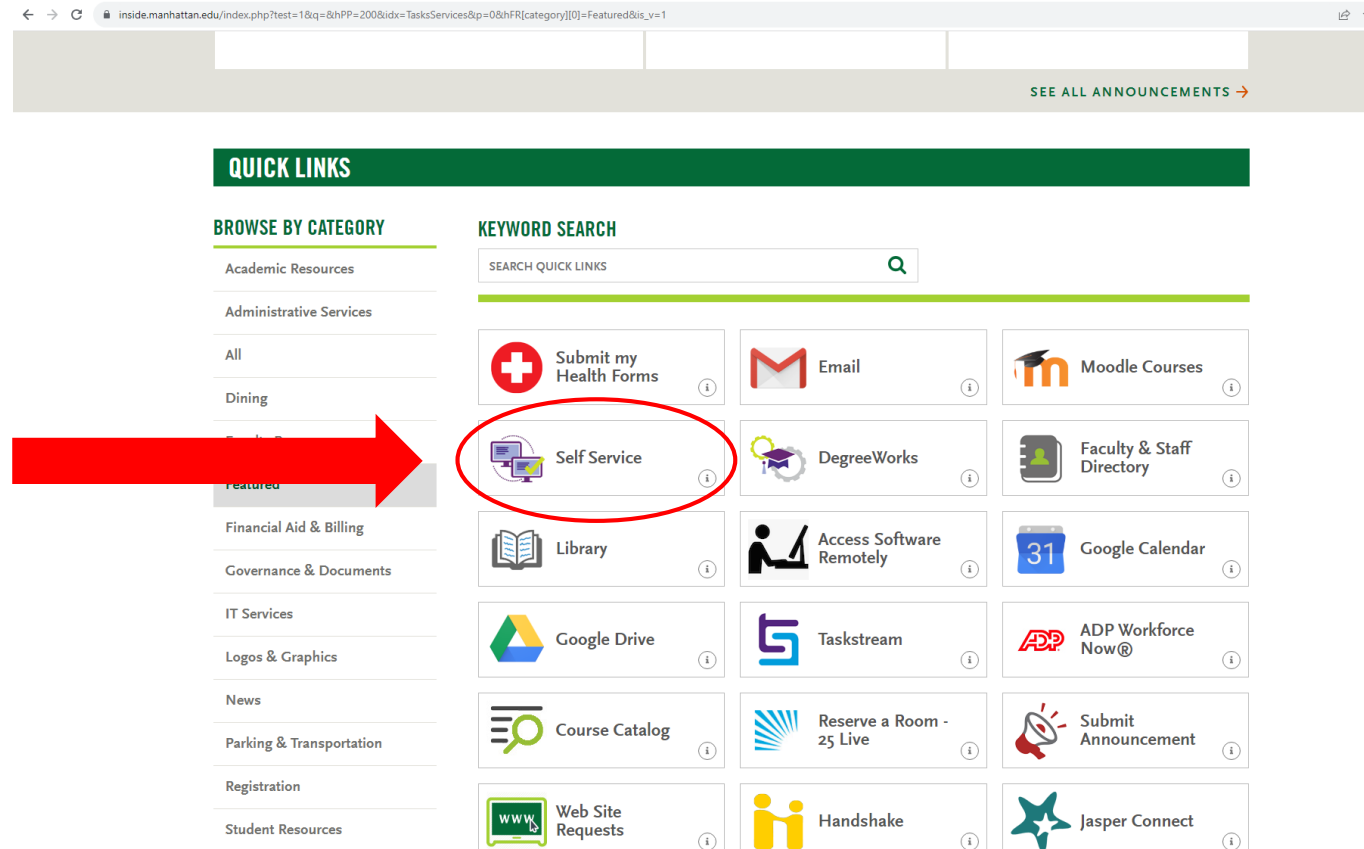 inside.manhattan.edu/index.php?test=1&q=&hPP=200&idx=TasksServices&p=0&hFR[category][0]=Featured&is_v=1
SEE ALL ANNOUNCEMENTS →
QUICK LINKS
BROWSE BY CATEGORY
Academic Resources
Administrative Services
All
Dining
Featured
Financial Aid & Billing
Governance & Documents
IT Services
Logos & Graphics
News
Parking & Transportation
Registration
Student Resources
KEYWORD SEARCH
SEARCH QUICK LINKS
Submit my
Health Forms
i
Email
i
Moodle Courses
i
Self Service
i
DegreeWorks
i
Faculty & Staff
Directory
i
Library
i
Access Software
Remotely
i
31
Google Calendar
i
Google Drive
i
Taskstream
i
ADP
ADP Workforce
Now®
i
Course Catalog
i
Reserve a Room -
25 Live
i
Submit
Announcement
i
www
Web Site
Requests
i
Handshake
i
Jasper Connect
i